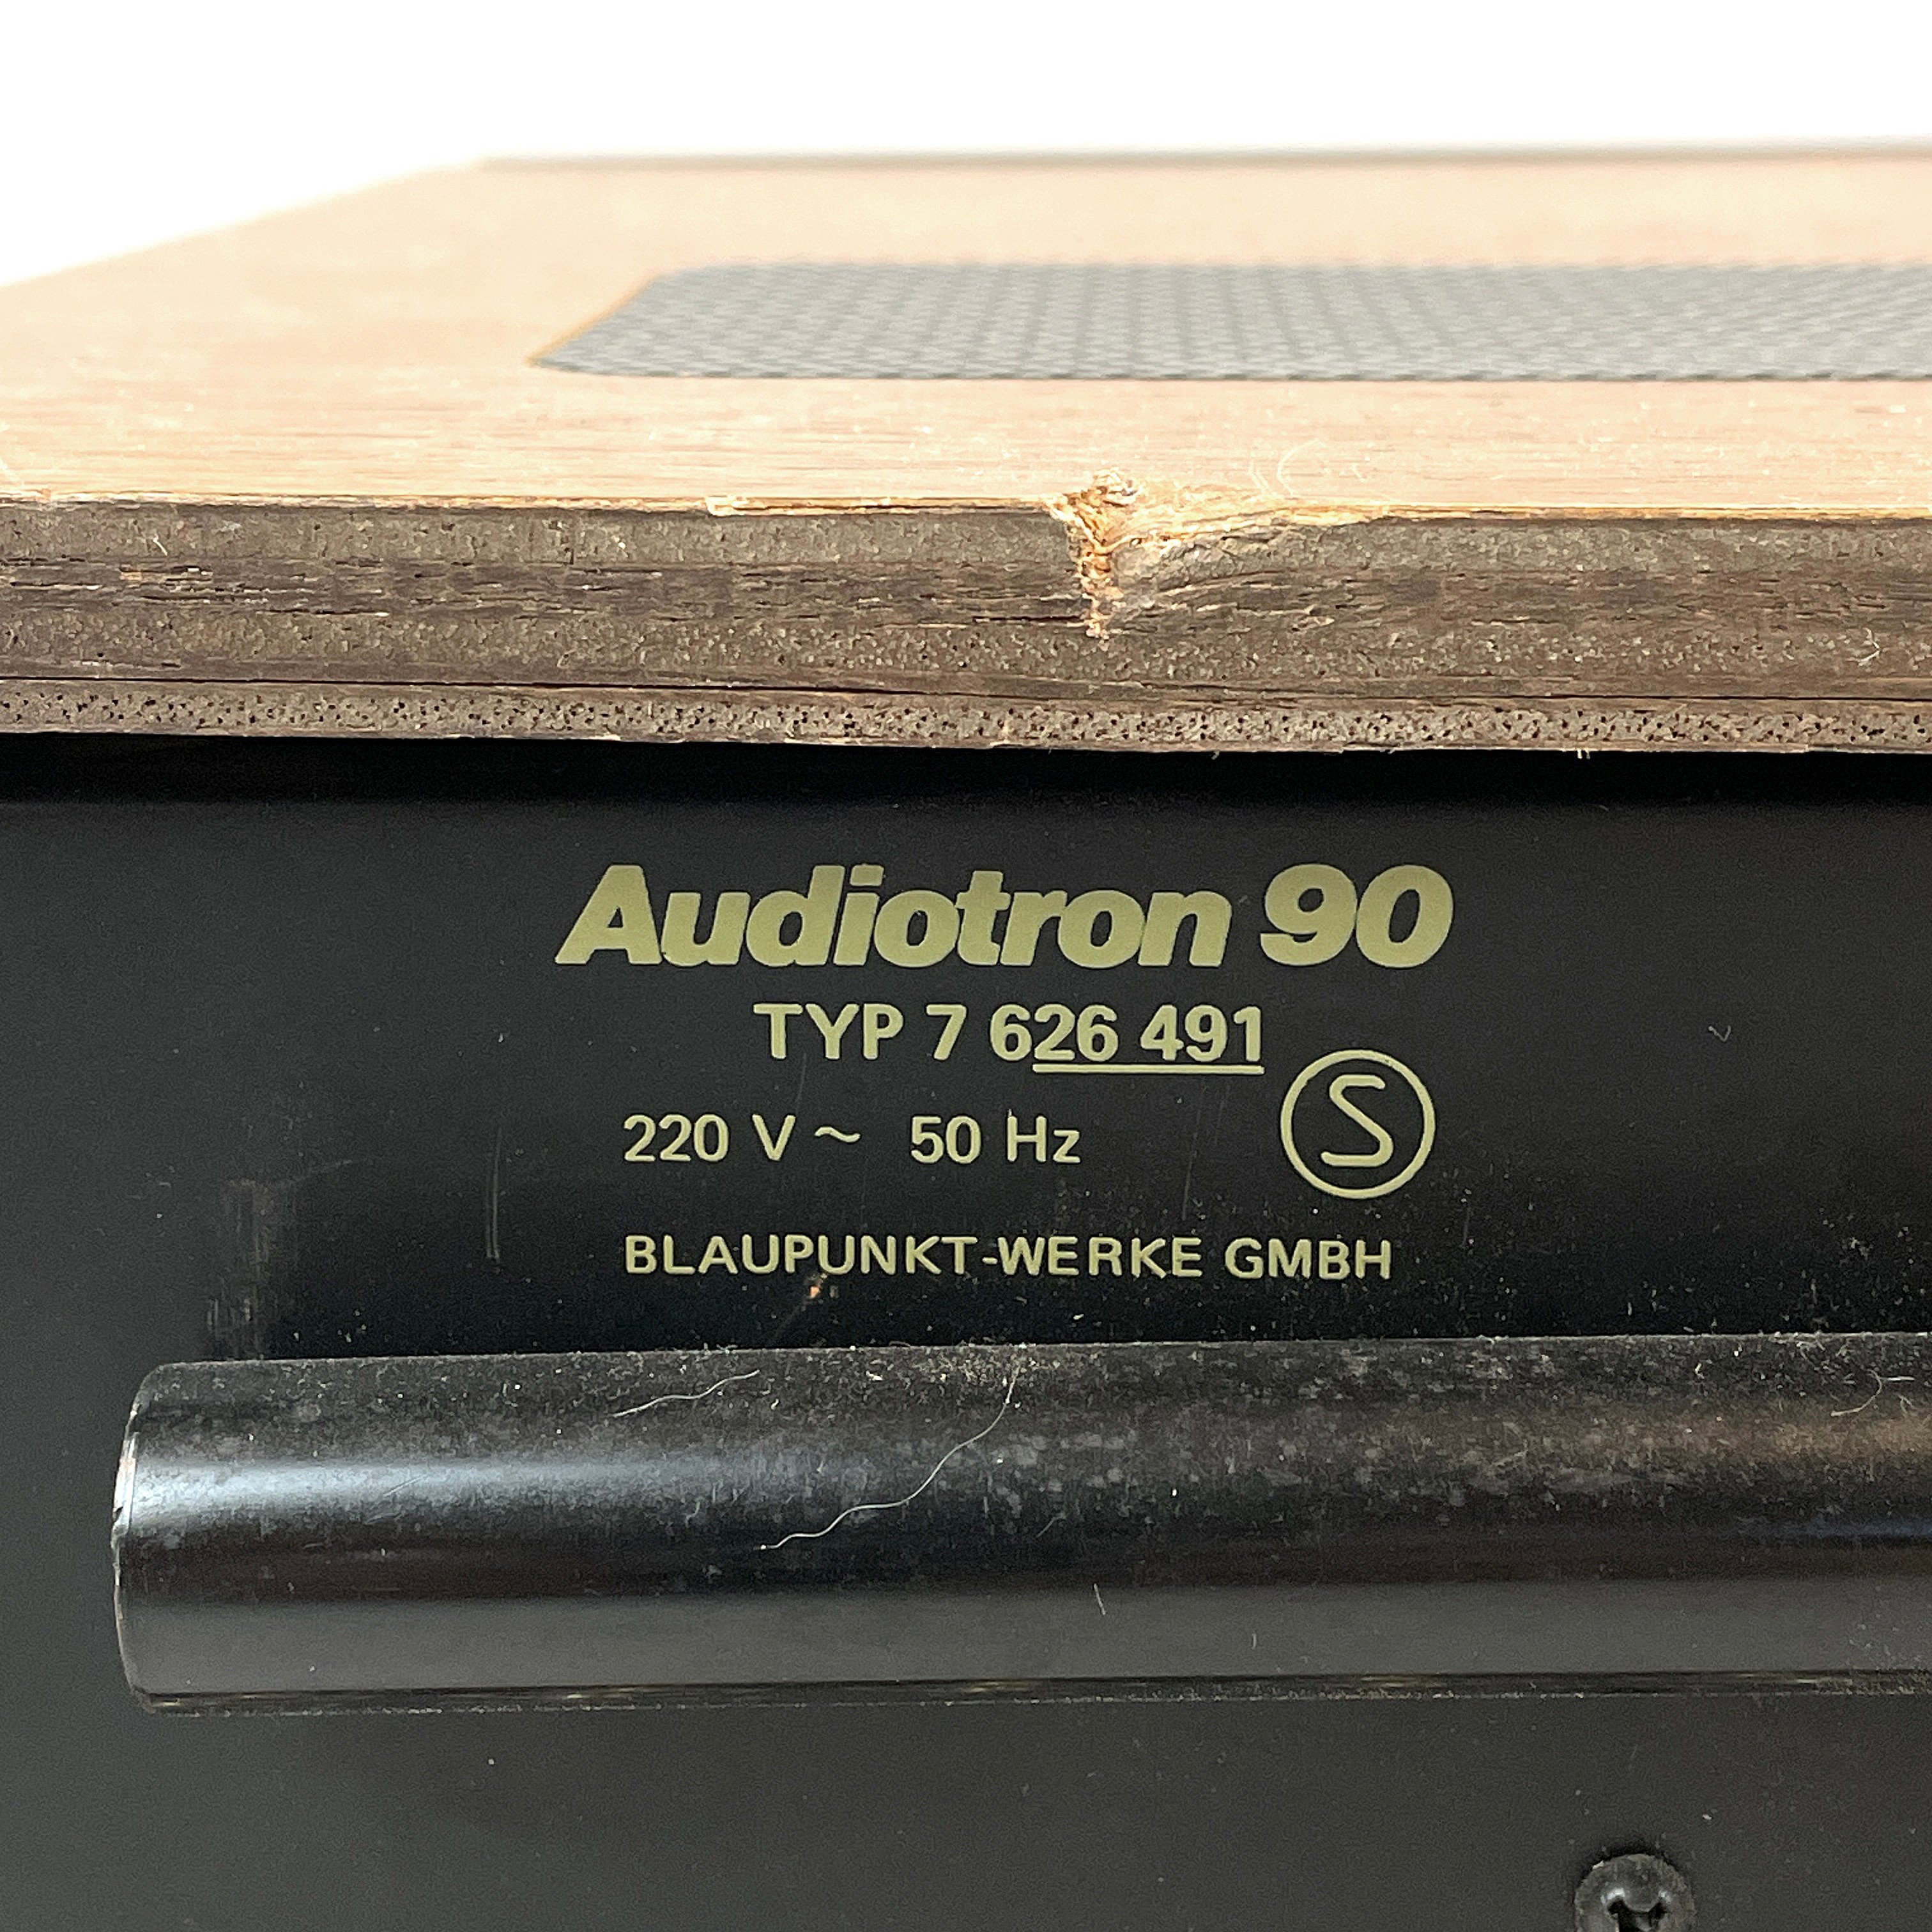 Audiotron 90
TYP 7 626 491
220 V ~ 50 Hz
S
BLAUPUNKT-WERKE GMBH